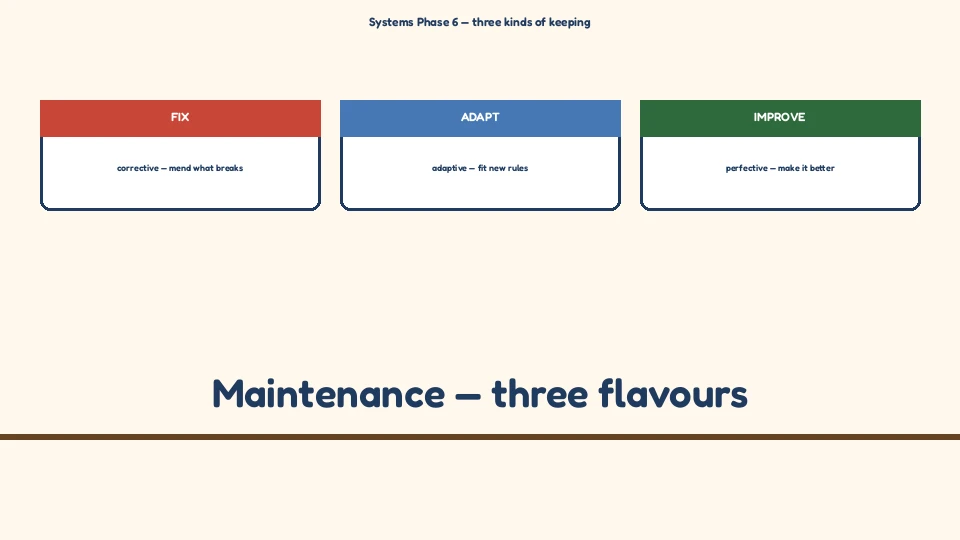 Systems Phase 6 — three kinds of keeping
FIX
ADAPT
IMPROVE
corrective — mend what breaks
adaptive — fit new rules
perfective — make it better
Maintenance — three flavours